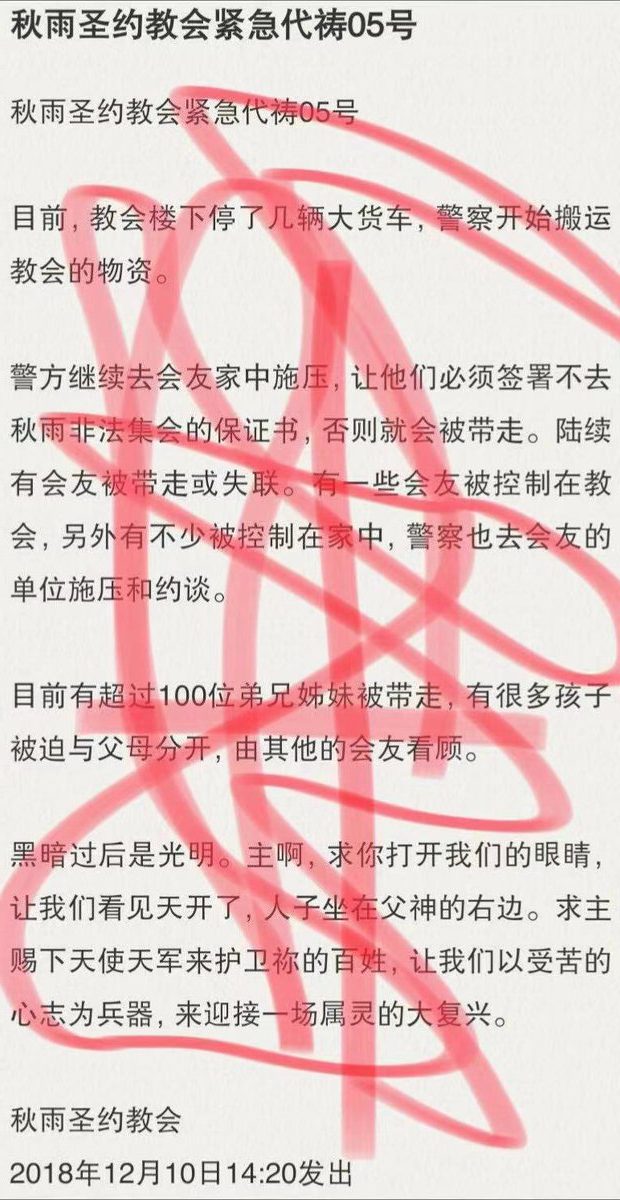 秋雨圣约教会紧急代祷05号
秋雨圣约教会紧急代祷05号
目前，教会楼下停了几辆大货车，警察开始搬运
教会的物资。
警方继续去会友家中施压，让他们必须签署不去
秋雨非法集会的保证书，否则就会被带走。陆续
有会友被带走或失联。有一些会友被控制在教
会，另外有不少被控制在家中，警察也去会友的
单位施压和约谈。
目前有超过100位弟兄姊妹被带走，有很多孩子
被迫与父母分开，由其他的会友看顾。
黑暗过后是光明。主啊，求你打开我们的眼睛，
让我们看见天开了，人子坐在父神的右边。求主
赐下天使天军来护卫祢的百姓，让我们以受苦的
心志为兵器，来迎接一场属灵的大复兴。
秋雨圣约教会
2018年12月10日14:20发出